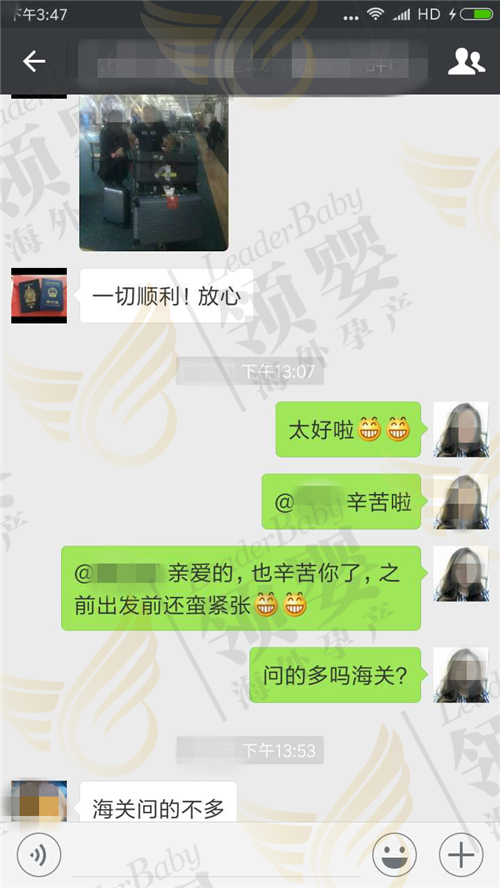 下午3:47
HD
一切顺利！放心
下午13:07
太好啦😁😁
@ 辛苦啦
@ 亲爱的，也辛苦你了，之
前出发前还蛮紧张😁😁
问的多吗海关?
下午13:53
海关问的不多
LeaderBaby
领婴
海外孕产